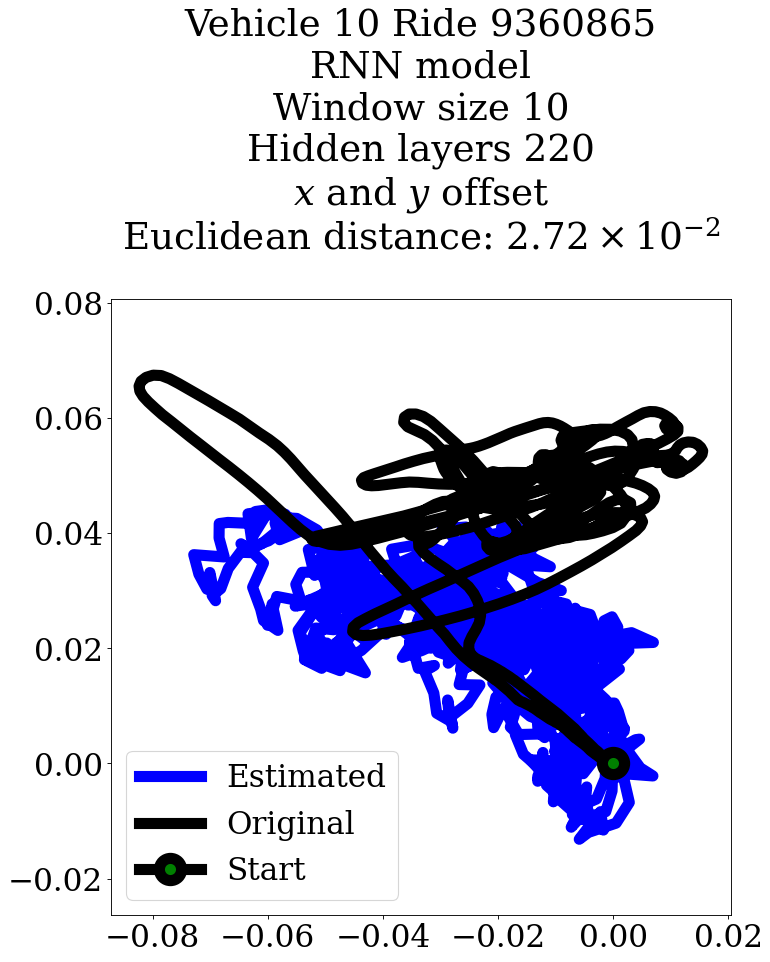 Vehicle 10 Ride 9360865
RNN model
Window size 10
Hidden layers 220
x and y offset
Euclidean distance: 2.72 × 10⁻²
0.08
0.06
0.04
0.02
0.00
−0.02
Estimated
Original
Start
−0.08 −0.06 −0.04 −0.02 0.00 0.02